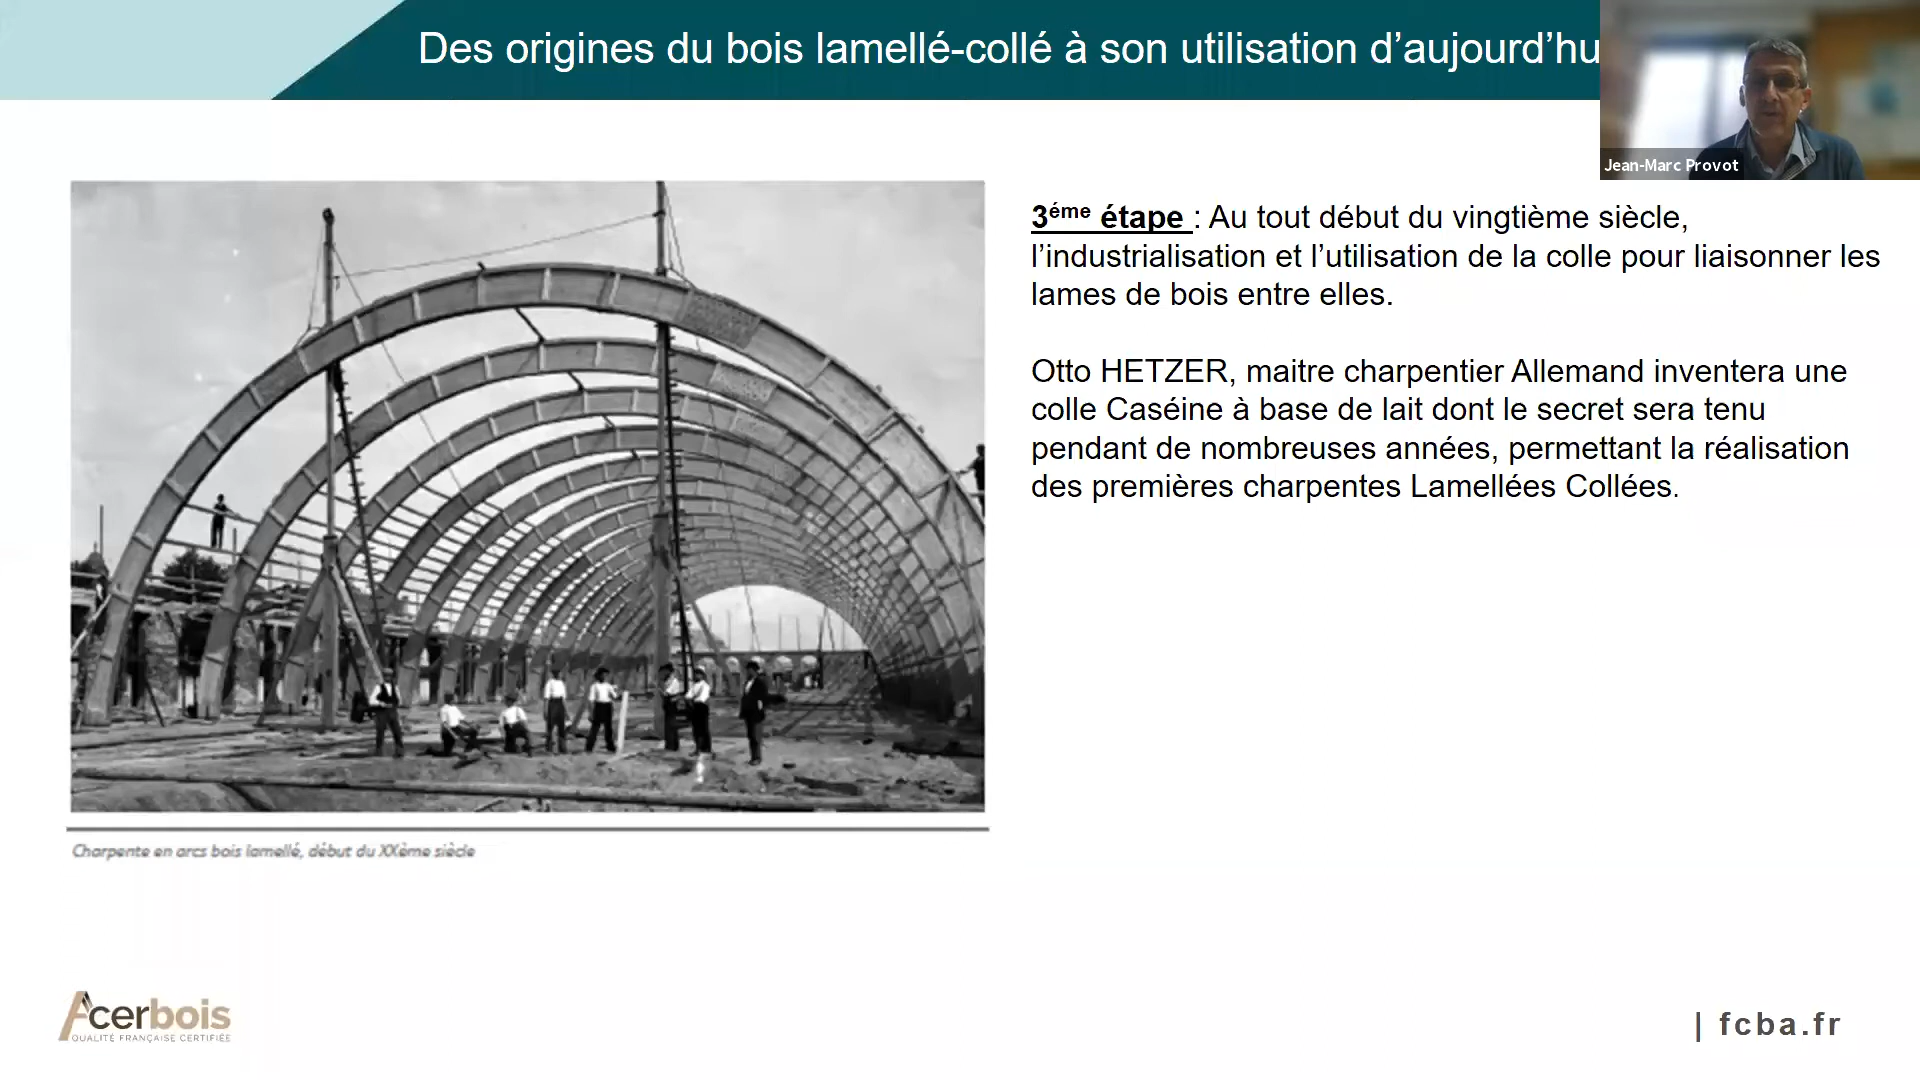 Des origines du bois lamellé-collé à son utilisation d’aujourd’hu
Jean-Marc Provot
3éme étape : Au tout début du vingtième siècle,
l’industrialisation et l’utilisation de la colle pour liaisonner les
lames de bois entre elles.
Otto HETZER, maitre charpentier Allemand inventera une
colle Caséine à base de lait dont le secret sera tenu
pendant de nombreuses années, permettant la réalisation
des premières charpentes Lamellées Collées.
Charpente en arcs bois lamellé, début du XXème siècle
Acerbois
QUALITÉ FRANÇAISE CERTIFIÉE
| fcba.fr